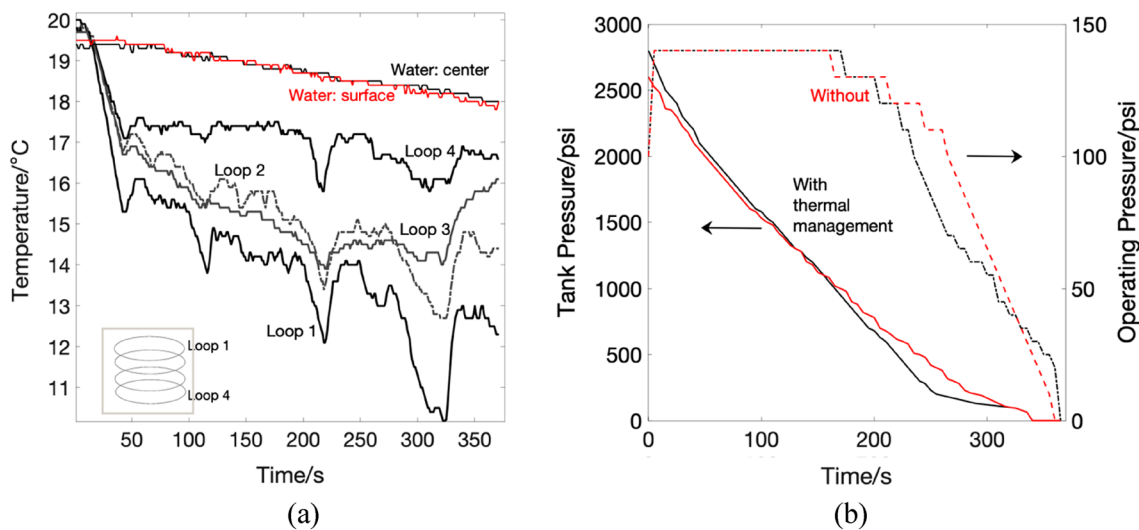 20
19
18
17
16
15
14
13
12
11
Temperature/°C
Water: center
Water: surface
Loop 4
Loop 2
Loop 3
Loop 1
Loop 1
Loop 4
50
100
150
200
250
300
350
Time/s
(a)
3000
2500
2000
1500
1000
500
0
Tank Pressure/psi
150
100
50
0
Operating Pressure/psi
Without
With
thermal
management
0
100
200
300
Time/s
(b)